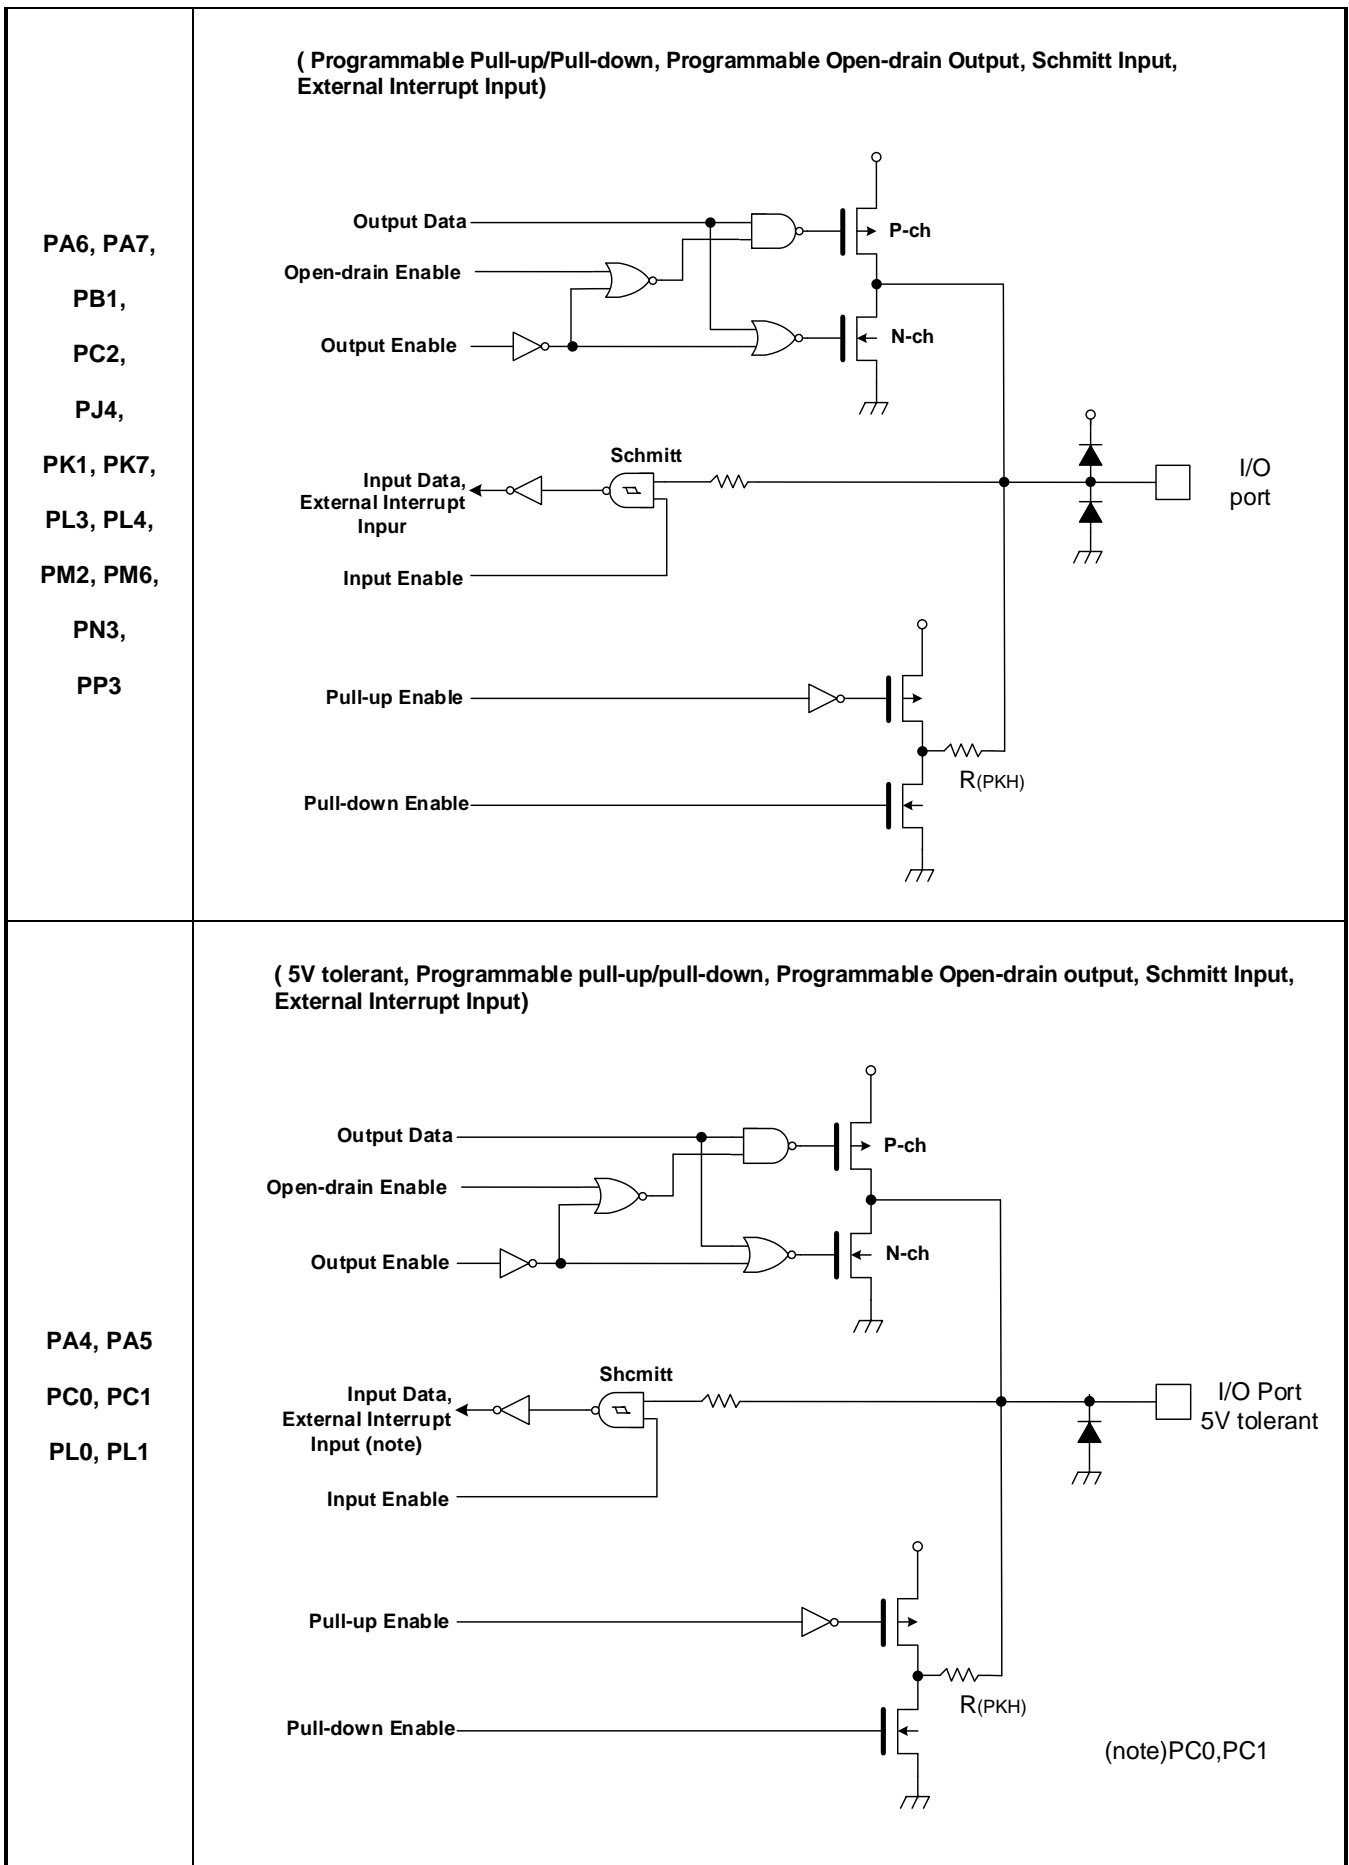 ( Programmable Pull-up/Pull-down, Programmable Open-drain Output, Schmitt Input,
External Interrupt Input)
PA6, PA7,
PB1,
PC2,
PJ4,
PK1, PK7,
PL3, PL4,
PM2, PM6,
PN3,
PP3
Output Data
P-ch
Open-drain Enable
Output Enable
N-ch
Schmitt
Input Data,
External Interrupt
Inpur
I/O
port
Input Enable
Pull-up Enable
R(PKH)
Pull-down Enable
( 5V tolerant, Programmable pull-up/pull-down, Programmable Open-drain output, Schmitt Input,
External Interrupt Input)
PA4, PA5
PC0, PC1
PL0, PL1
Output Data
P-ch
Open-drain Enable
Output Enable
N-ch
Shcmitt
Input Data,
External Interrupt
Input (note)
I/O Port
5V tolerant
Input Enable
Pull-up Enable
R(PKH)
Pull-down Enable
(note)PC0,PC1